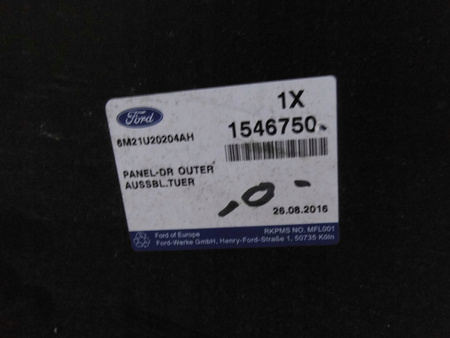 Ford
1X
6M21U20204AH
1546750
PANEL-DR OUTER
AUSSBL.TUER
-0-
26.08.2016
Ford of Europe
RKPMS NO. MFL001
Ford-Werke GmbH, Henry-Ford-Straße 1, 50735 Köln